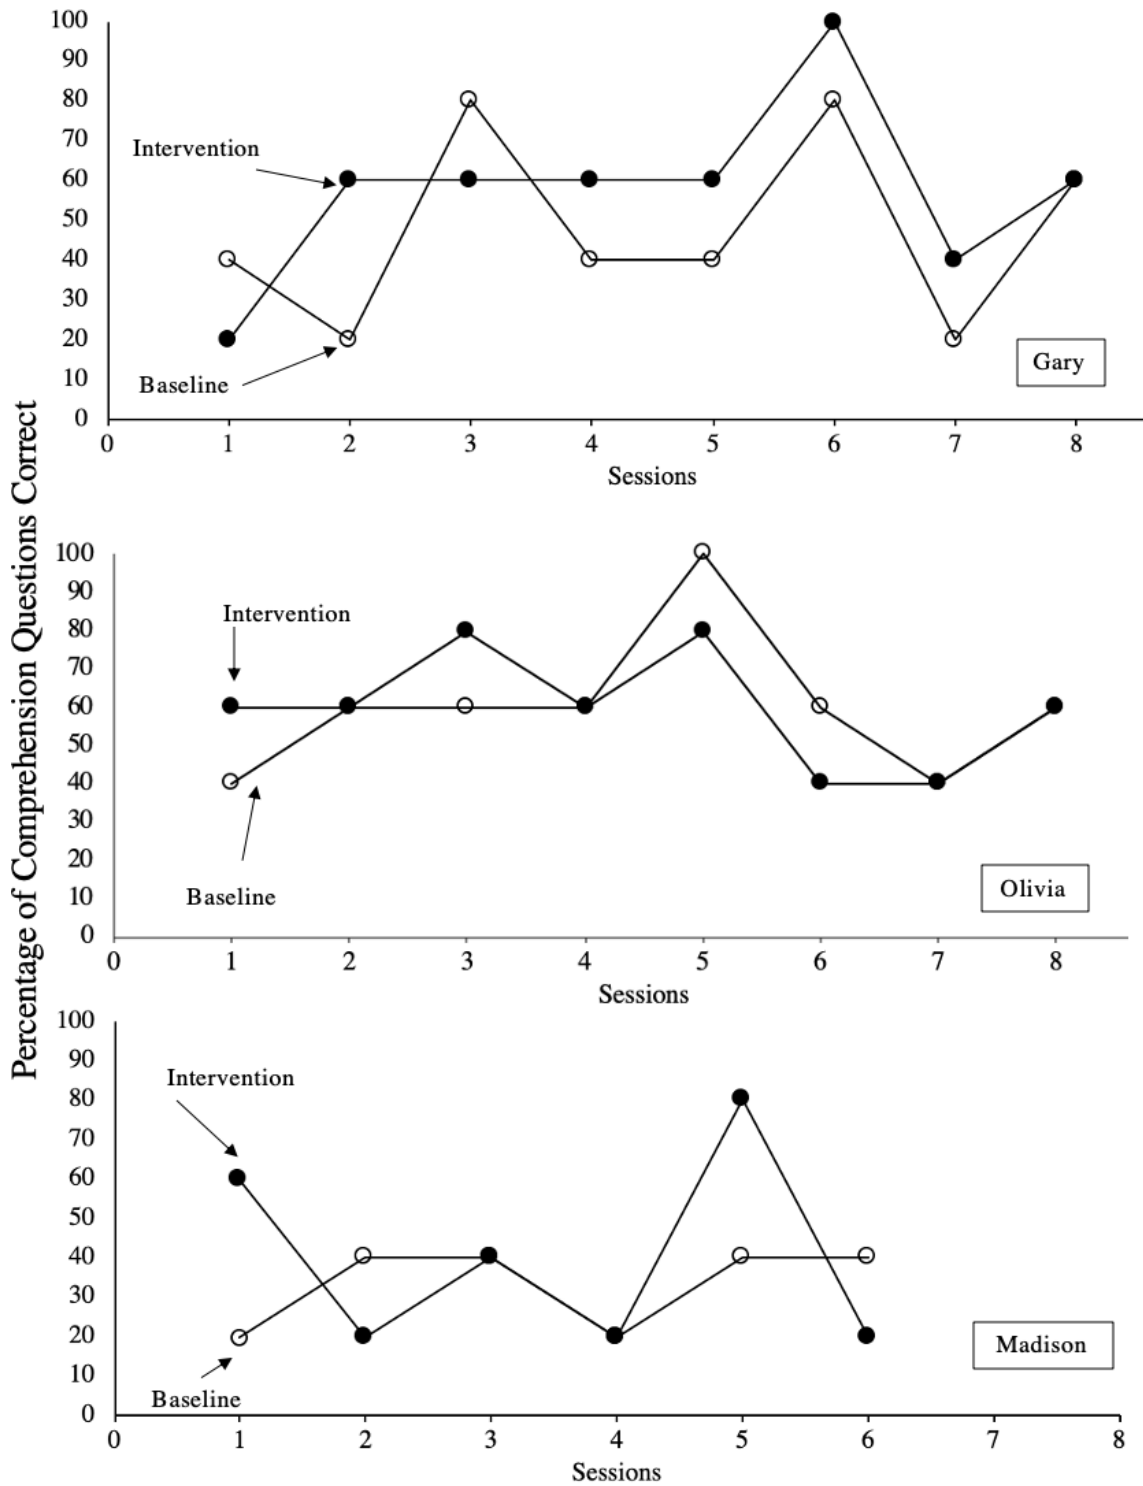 Percentage of Comprehension Questions Correct
100
90
80
70
60
50
40
30
20
10
0
Intervention
Baseline
Gary
0 1 2 3 4 5 6 7 8
Sessions
100
90
80
70
60
50
40
30
20
10
0
Intervention
Baseline
Olivia
0 1 2 3 4 5 6 7 8
Sessions
100
90
80
70
60
50
40
30
20
10
0
Intervention
Baseline
Madison
0 1 2 3 4 5 6 7 8
Sessions